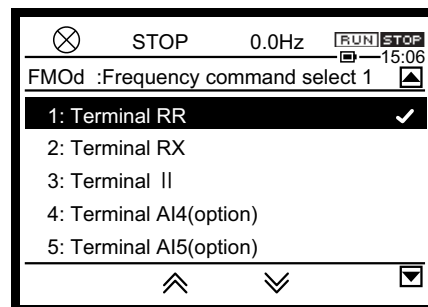 STOP 0.0Hz RUN STOP
15:06
FMOd :Frequency command select 1
1: Terminal RR
2: Terminal RX
3: Terminal II
4: Terminal AI4(option)
5: Terminal AI5(option)